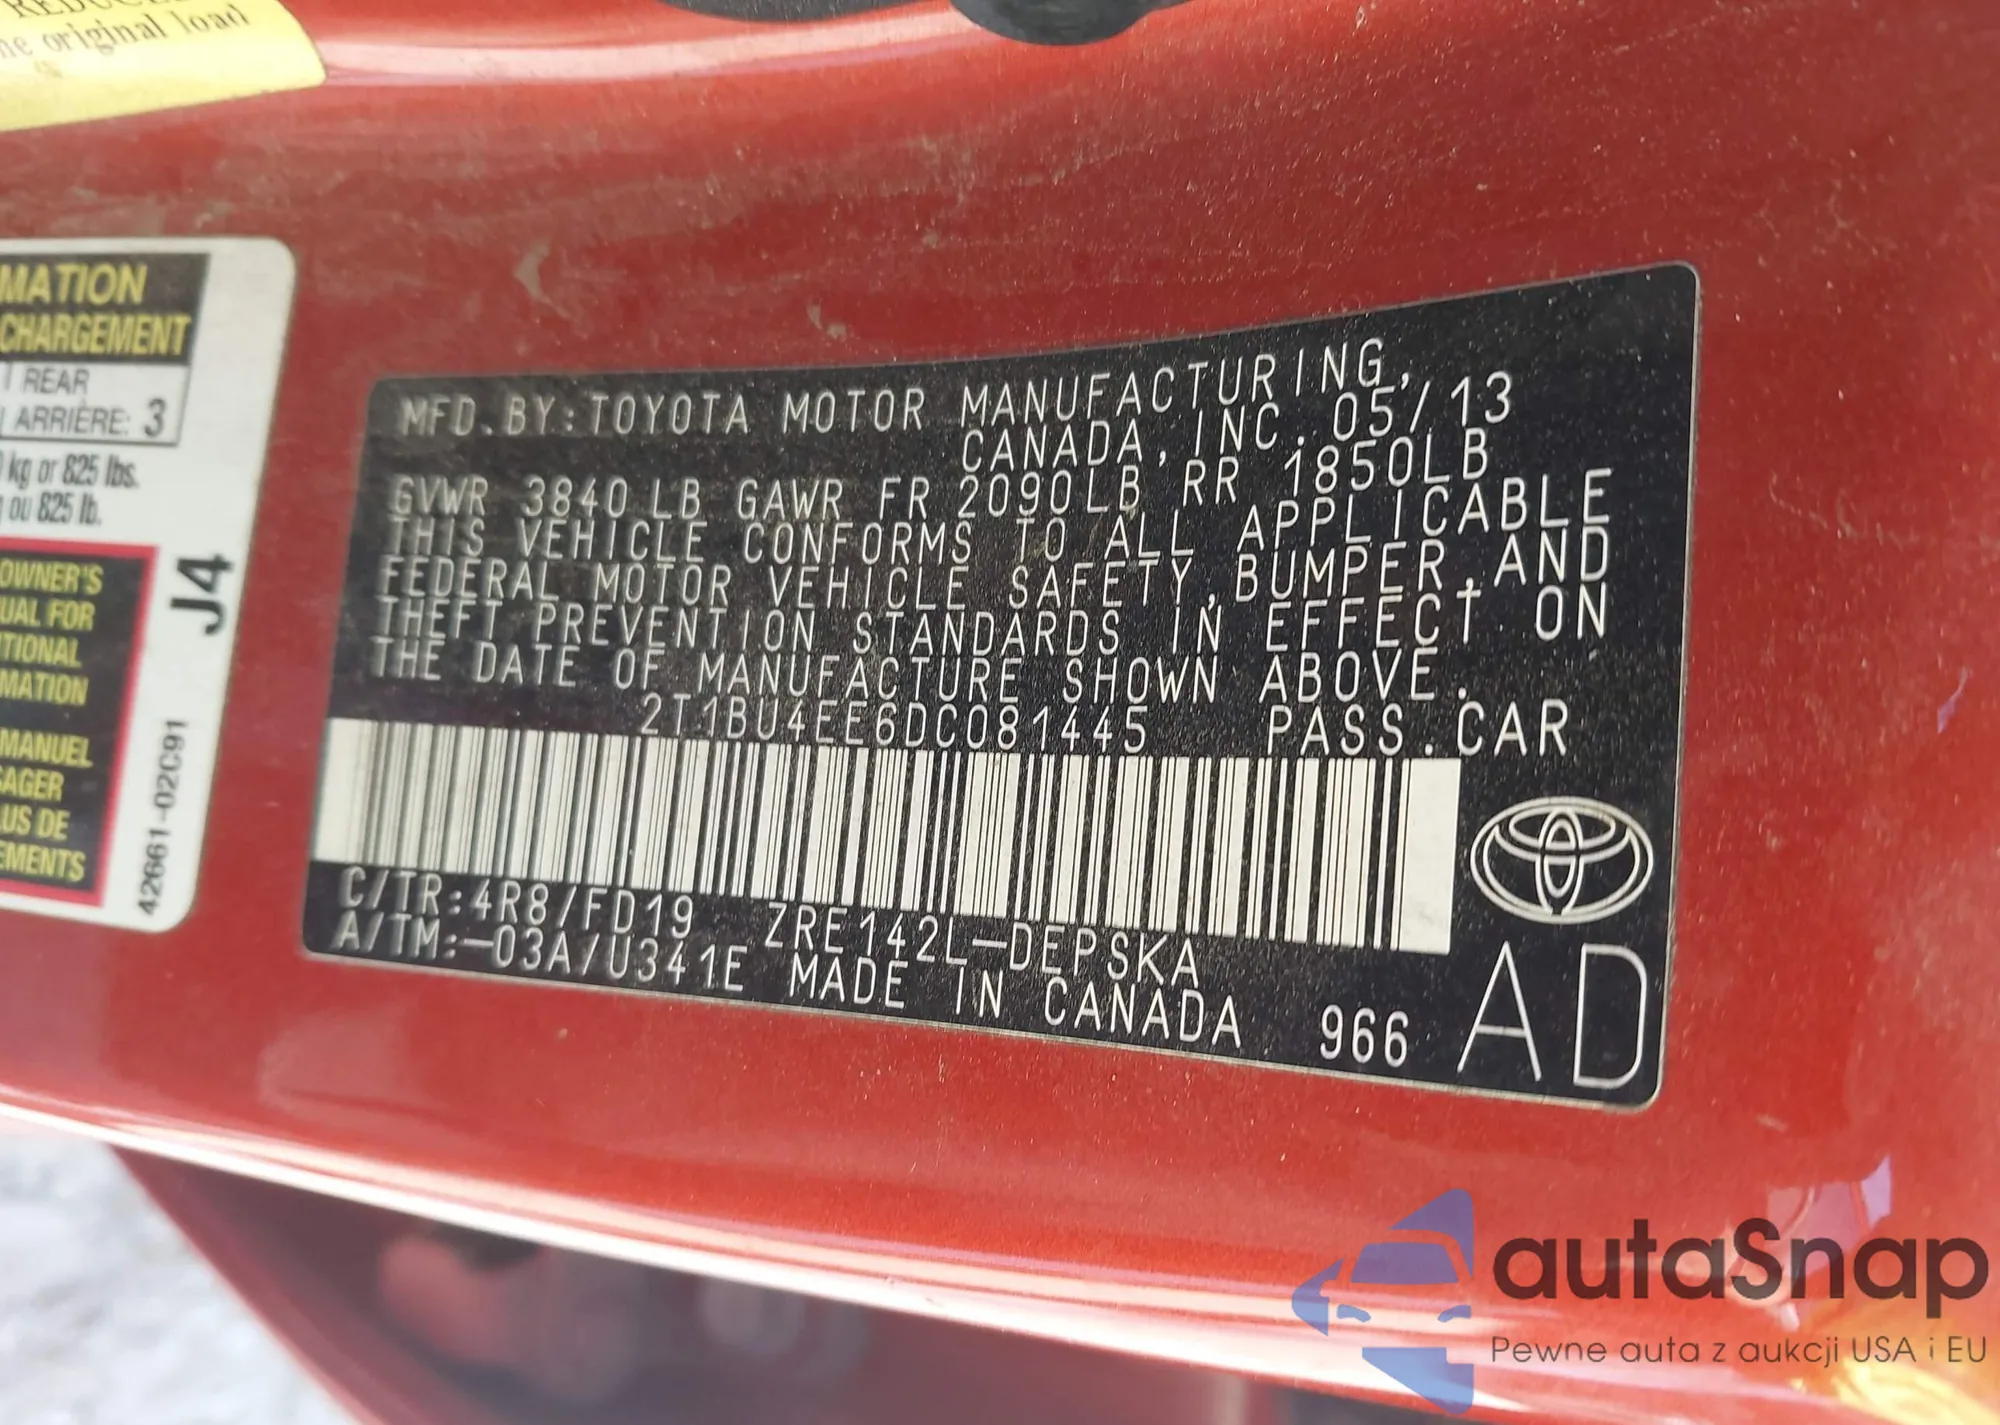 REDUCED
original load
MATION
CHARGEMENT
REAR
ARRIÈRE: 3
kg or 825 lbs.
ou 825 lb.
OWNER'S
UAL FOR
TIONAL
MATION
MANUEL
SAGER
US DE
EMENTS
J4
42661-02C91
MFD. BY: TOYOTA MOTOR MANUFACTURING,
CANADA, INC. 05/13
GVWR 3840 LB GAWR FR 2090LB RR 1850LB
THIS VEHICLE CONFORMS TO ALL APPLICABLE
FEDERAL MOTOR VEHICLE SAFETY, BUMPER, AND
THEFT PREVENTION STANDARDS IN EFFECT ON
THE DATE OF MANUFACTURE SHOWN ABOVE.
2T1BU4EE6DC081445 PASS. CAR
C/TR:4R8/FD19 ZRE142L-DEPSKA
A/TM:-03A/U341E MADE IN CANADA 966
AD
autaSnap
Pewne auta z aukcji USA i EU